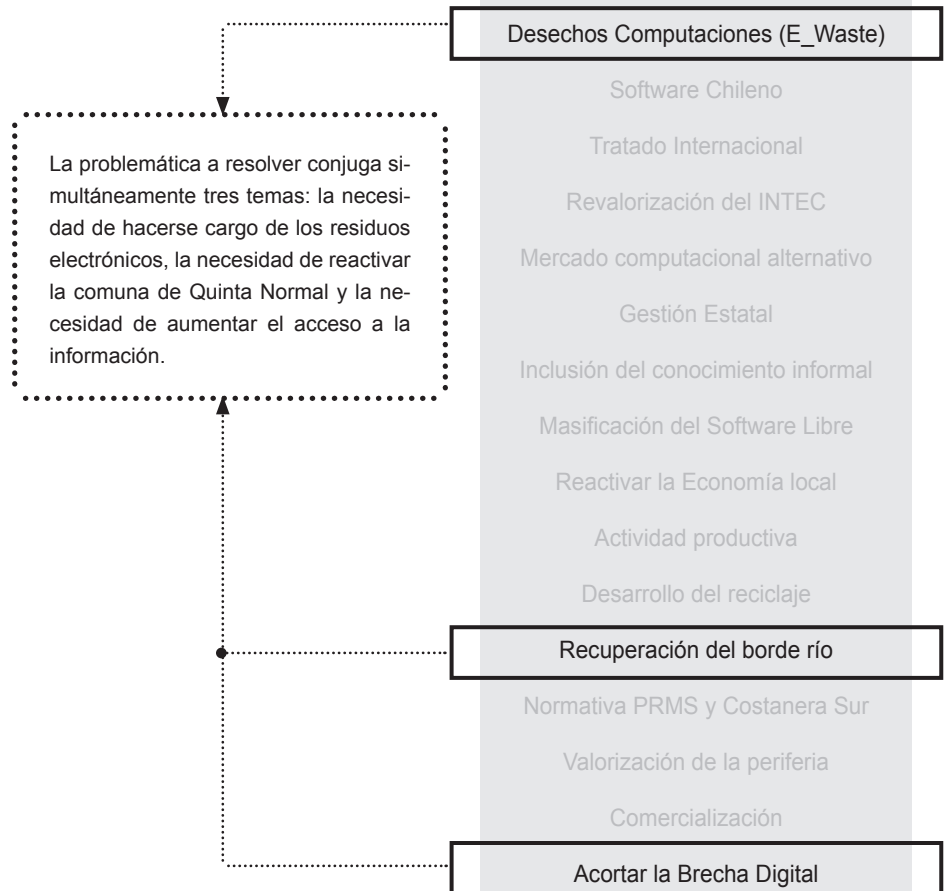 Desechos Computaciones (E_Waste)
Software Chileno
Tratado Internacional
Revalorización del INTEC
Mercado computacional alternativo
Gestión Estatal
Inclusión del conocimiento informal
Masificación del Software Libre
Reactivar la Economía local
Actividad productiva
Desarrollo del reciclaje
Recuperación del borde río
Normativa PRMS y Costanera Sur
Valorización de la periferia
Comercialización
Acortar la Brecha Digital
La problemática a resolver conjuga si-
multáneamente tres temas: la necesi-
dad de hacerse cargo de los residuos
electrónicos, la necesidad de reactivar
la comuna de Quinta Normal y la ne-
cesidad de aumentar el acceso a la
información.